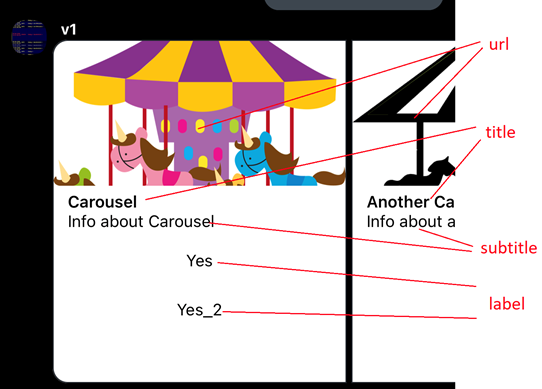 v1
url
title
Carousel
Info about Carousel
Another Ca
Info about a
subtitle
Yes
label
Yes_2